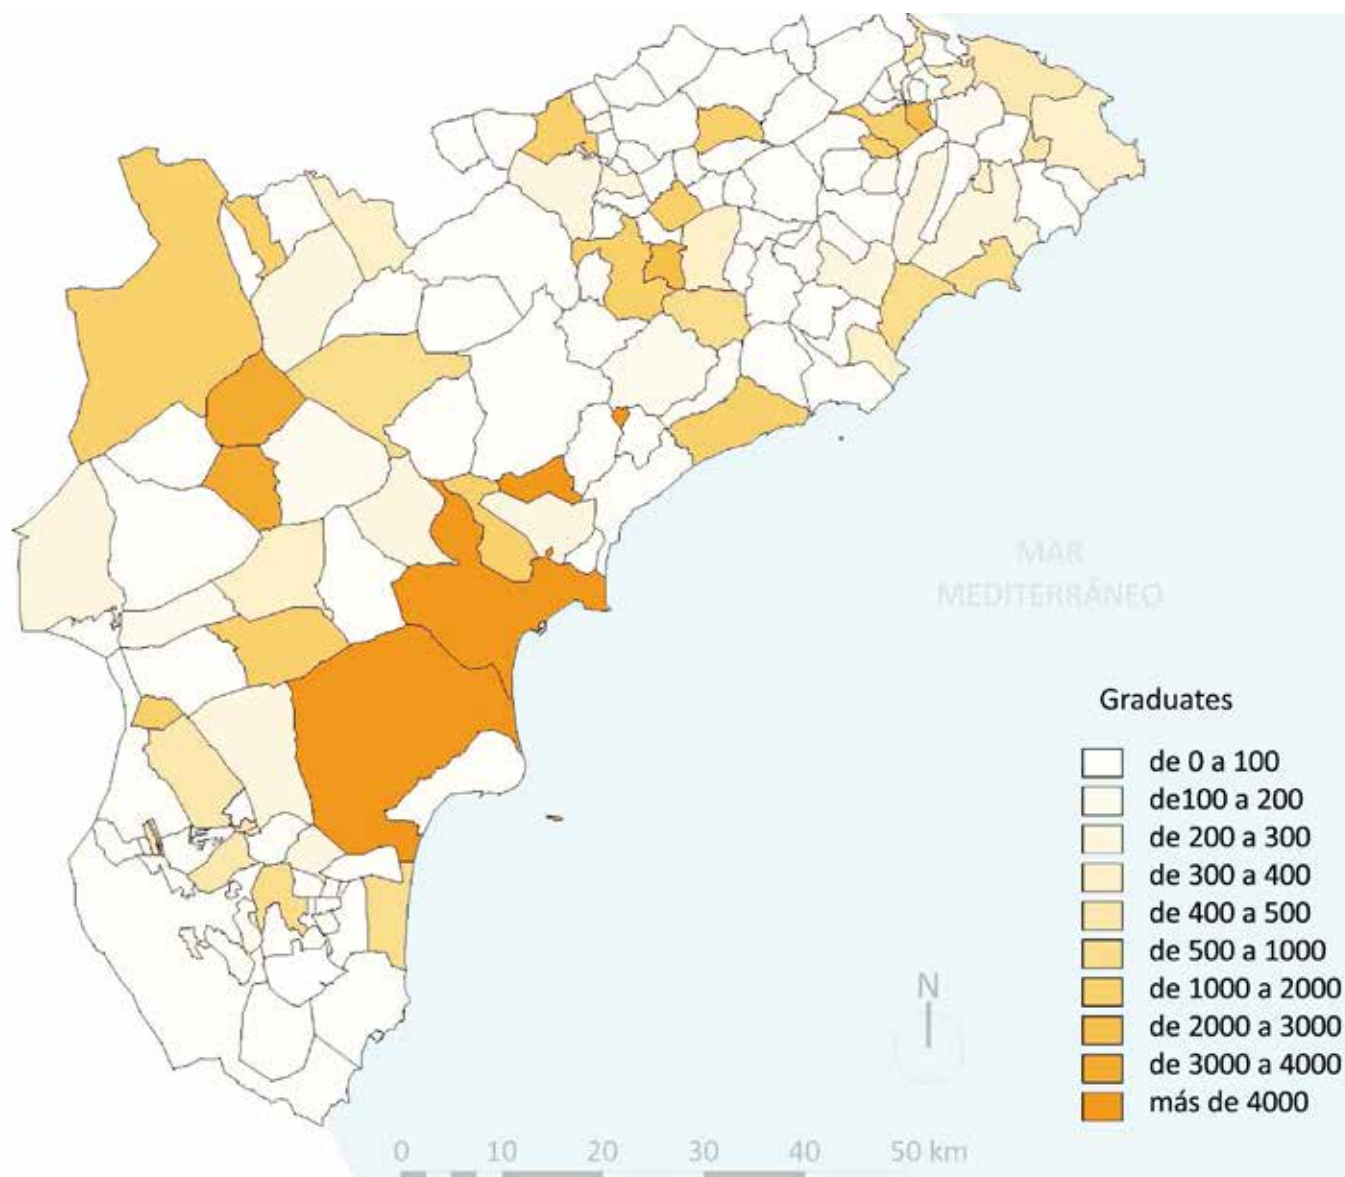 MAR
MEDITERRÁNEO
Graduates
de 0 a 100
de100 a 200
de 200 a 300
de 300 a 400
de 400 a 500
de 500 a 1000
de 1000 a 2000
de 2000 a 3000
de 3000 a 4000
más de 4000
N
0 10 20 30 40 50 km